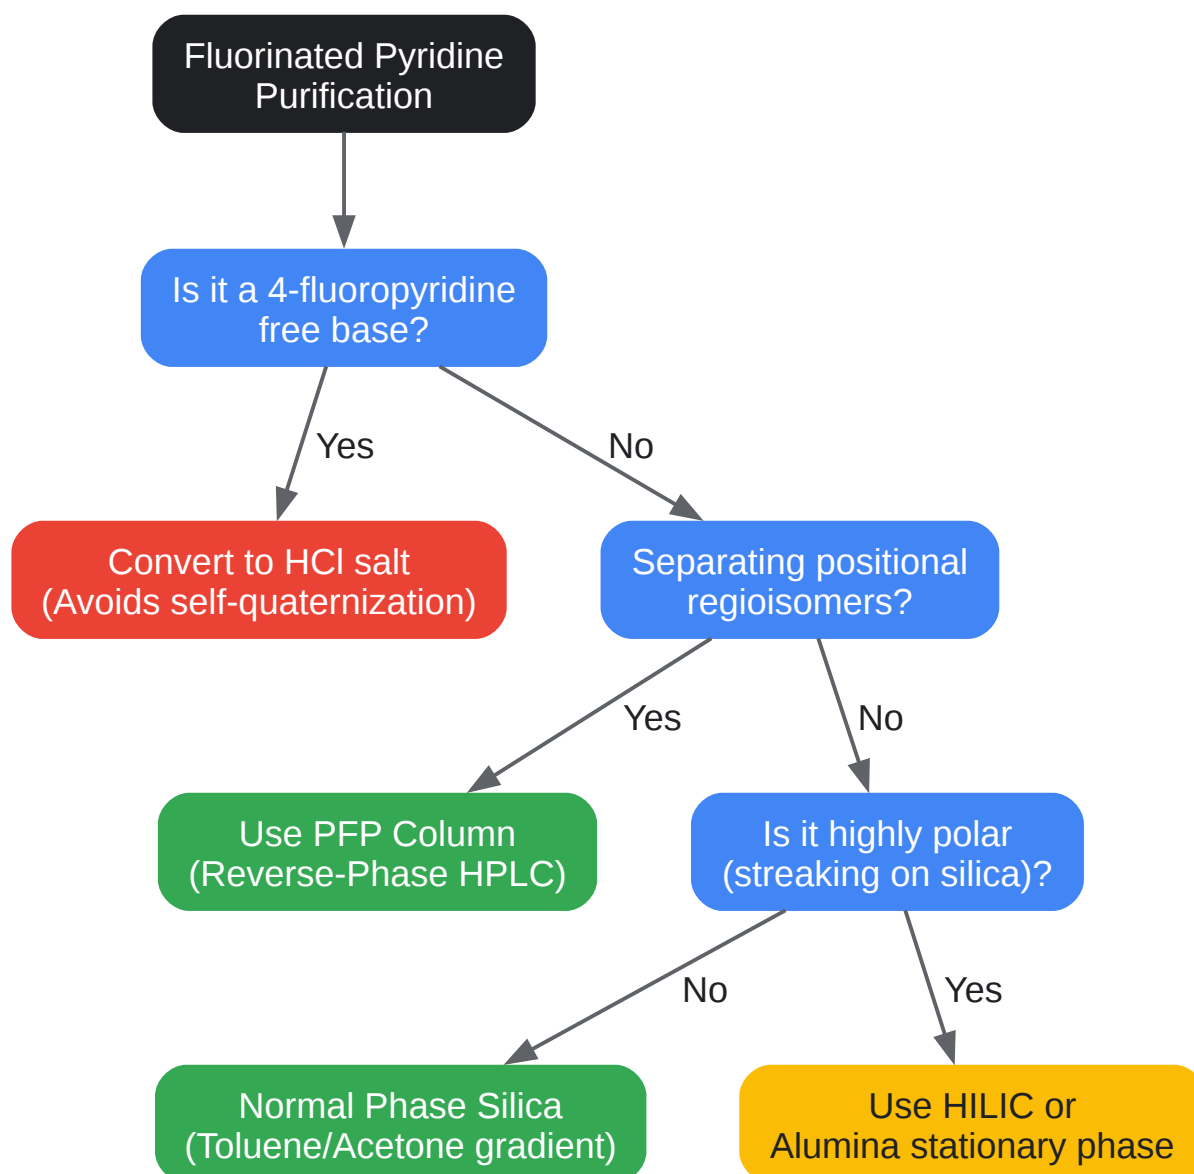 Fluorinated Pyridine
Purification
Is it a 4-fluoropyridine
free base?
Yes
No
Convert to HCl salt
(Avoids self-quaternization)
Separating positional
regioisomers?
Yes
No
Use PFP Column
(Reverse-Phase HPLC)
Is it highly polar
(streaking on silica)?
No
Yes
Normal Phase Silica
(Toluene/Acetone gradient)
Use HILIC or
Alumina stationary phase